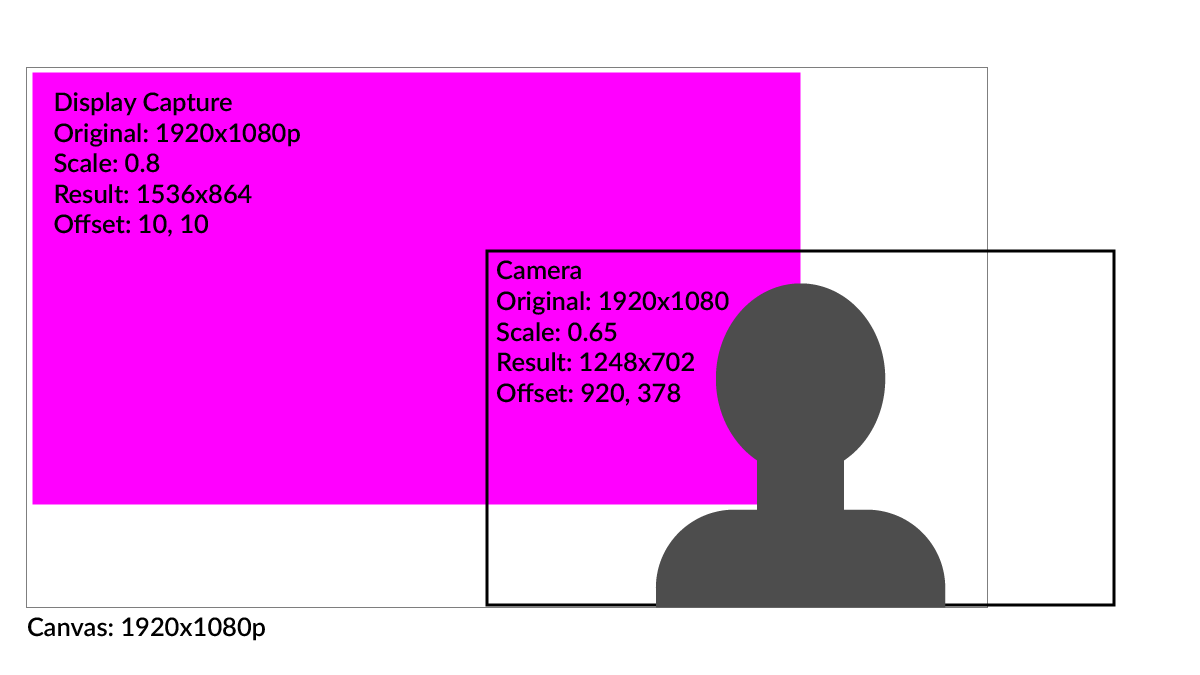 Display Capture
Original: 1920x1080p
Scale: 0.8
Result: 1536x864
Offset: 10, 10
Camera
Original: 1920x1080
Scale: 0.65
Result: 1248x702
Offset: 920, 378
Canvas: 1920x1080p